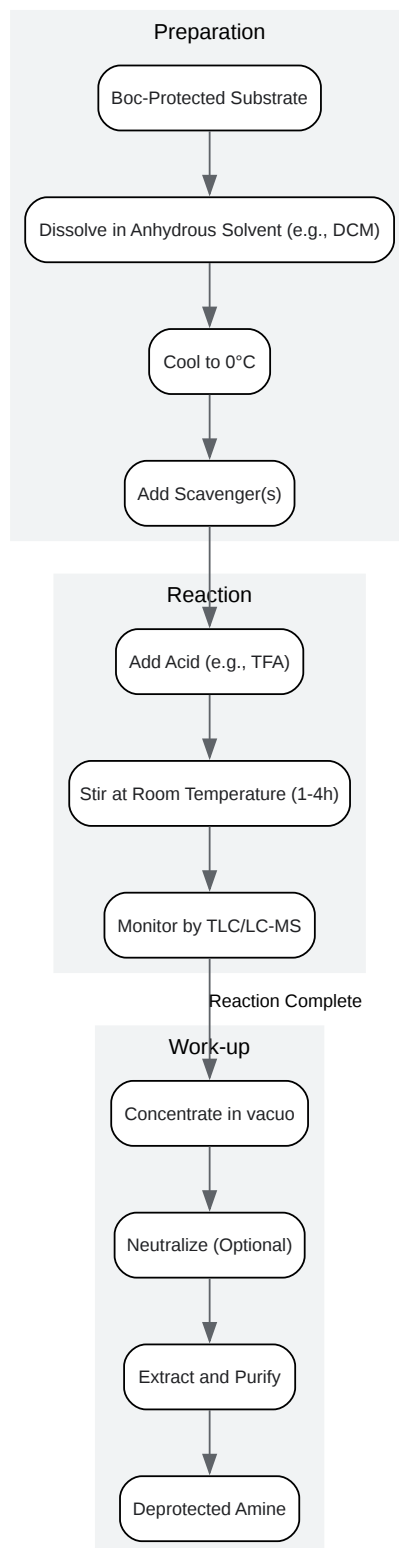 Preparation
Boc-Protected Substrate
Dissolve in Anhydrous Solvent (e.g., DCM)
Cool to 0°C
Add Scavenger(s)
Reaction
Add Acid (e.g., TFA)
Stir at Room Temperature (1-4h)
Monitor by TLC/LC-MS
Reaction Complete
Work-up
Concentrate in vacuo
Neutralize (Optional)
Extract and Purify
Deprotected Amine